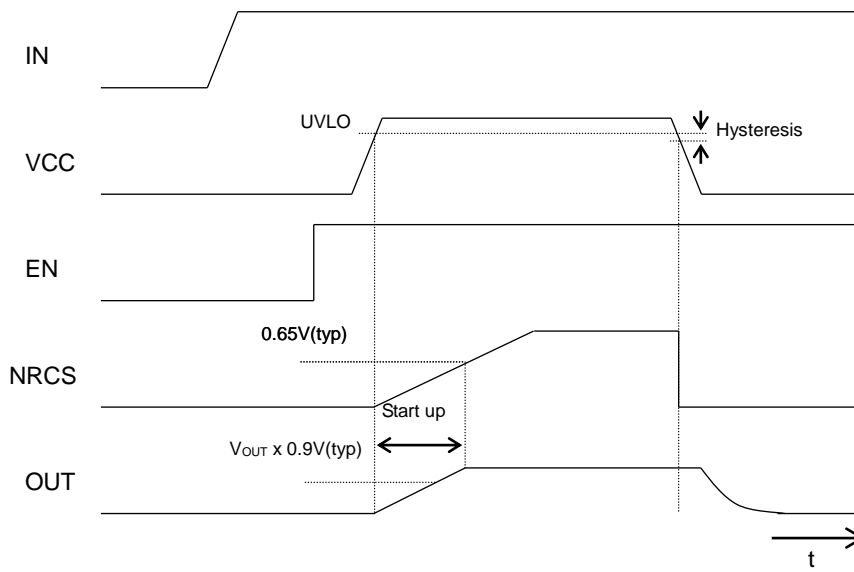 IN
UVLO
Hysteresis
VCC
EN
0.65V(typ)
NRCS
Start up
VOUT x 0.9V(typ)
OUT
t